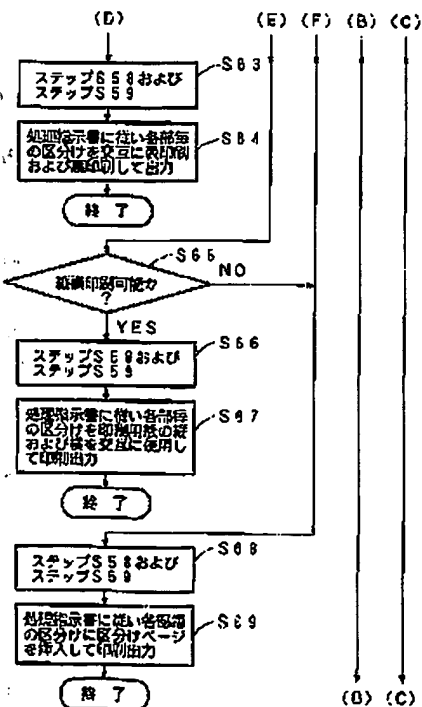 (D) (E) (F) (B) (C)
S63
ステップS58および
ステップS59
S64
処理指示書に従い各部毎
の区分けを交互に表印刷
および裏印刷して出力
終了
S65
縦横印刷可能か
?
NO
YES
S66
ステップS58および
ステップS59
S67
処理指示書に従い各部毎
の区分けを印刷用紙の縦
および横を交互に使用し
て印刷出力
終了
S68
ステップS58および
ステップS59
S69
処理指示書に従い各部毎
の区分けに区分けページ
を挿入して印刷出力
終了
(B) (C)